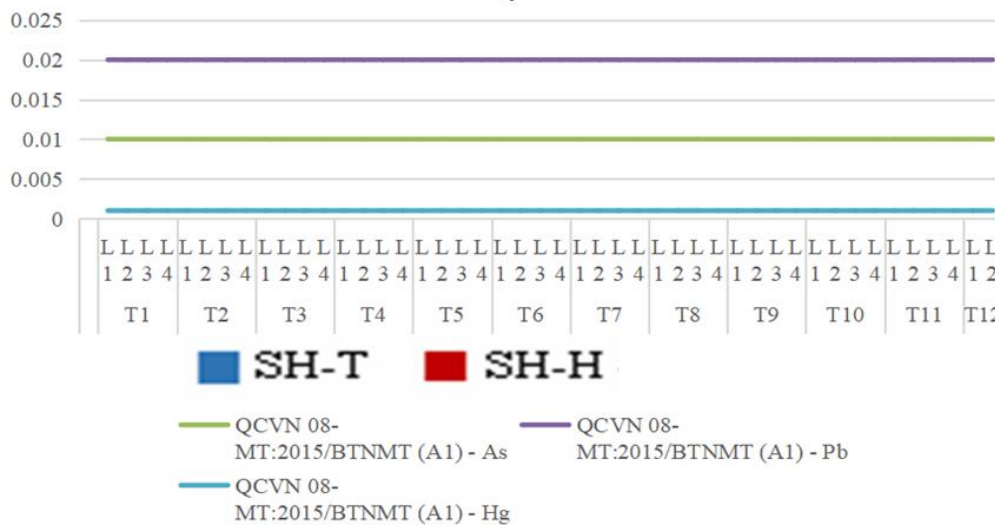 0.025
0.02
0.015
0.01
0.005
0
L L L L L L L L L L L L L L L L L L L L L L L L L L L L L L L L L L L L L L L L L L L L L L
1 2 3 4 1 2 3 4 1 2 3 4 1 2 3 4 1 2 3 4 1 2 3 4 1 2 3 4 1 2 3 4 1 2 3 4 1 2 3 4 1 2 3 4 1 2
T1 T2 T3 T4 T5 T6 T7 T8 T9 T10 T11 T12
SH-T SH-H
QCVN 08-
MT:2015/BTNMT (A1) - As
QCVN 08-
MT:2015/BTNMT (A1) - Pb
QCVN 08-
MT:2015/BTNMT (A1) - Hg